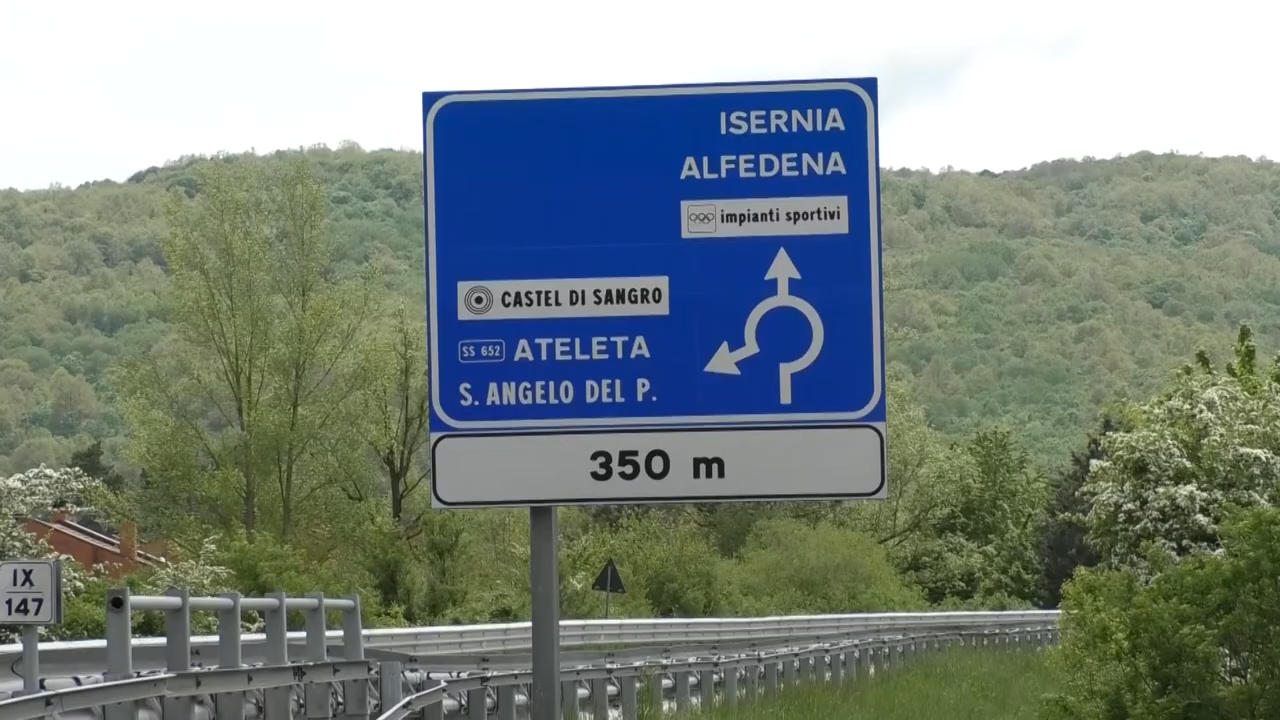 ISERNIA
ALFEDENA
impianti sportivi
CASTEL DI SANGRO
SS 652 ATELETA
S. ANGELO DEL P.
350 m
IX
147